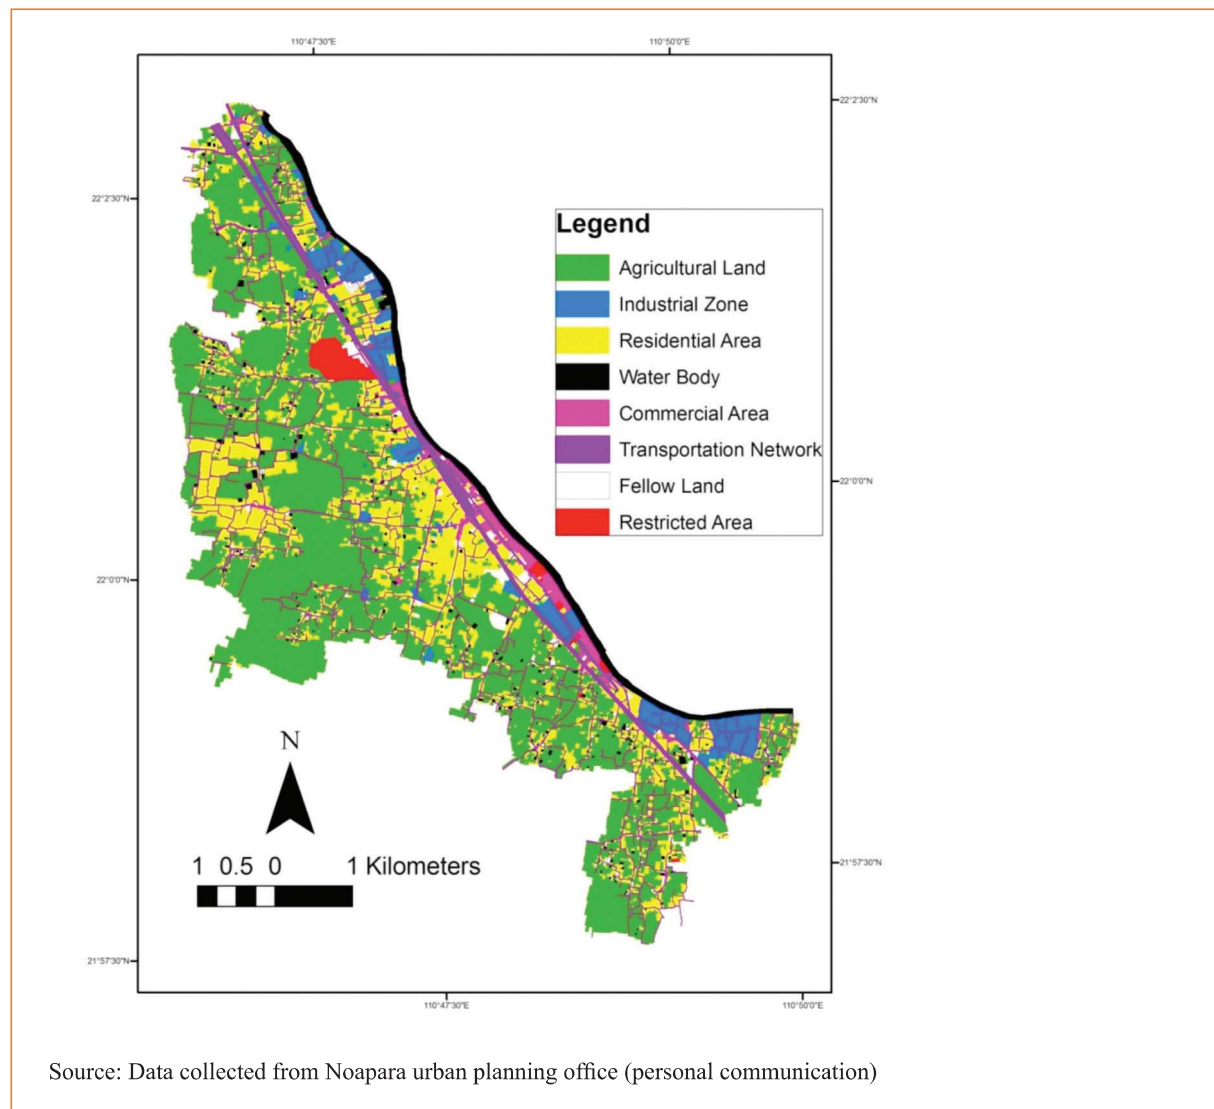 110°47'30"E 110°50'0"E
22°2'30"N
22°2'30"N
Legend
Agricultural Land
Industrial Zone
Residential Area
Water Body
Commercial Area
Transportation Network
Fellow Land
Restricted Area
22°0'0"N
22°0'0"N
N
1 0.5 0 1 Kilometers
21°57'30"N
21°57'30"N
110°47'30"E 110°50'0"E
Source: Data collected from Noapara urban planning office (personal communication)